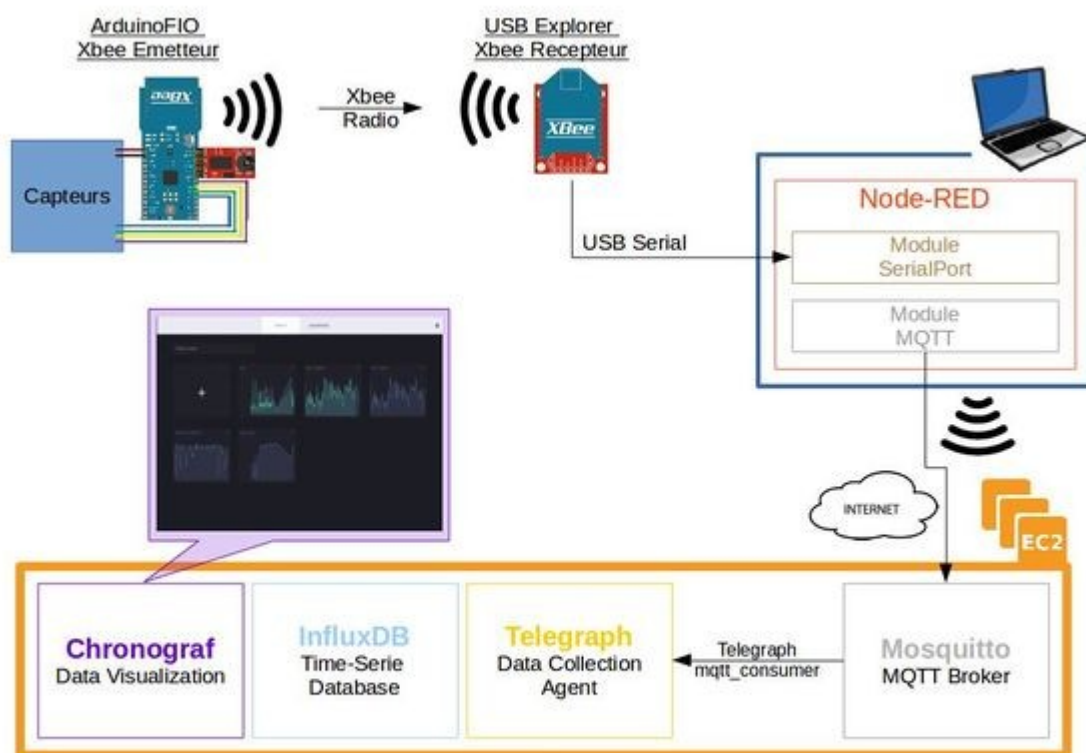 ArduinoFIO
Xbee Emetteur
USB Explorer
Xbee Recepteur
XBee
Xbee
Radio
XBee
Capteurs
Node-RED
USB Serial
Module
SerialPort
Module
MQTT
INTERNET
EC2
Chronograf
Data Visualization
InfluxDB
Time-Serie
Database
Telegraph
Data Collection
Agent
Telegraph
mqtt_consumer
Mosquitto
MQTT Broker